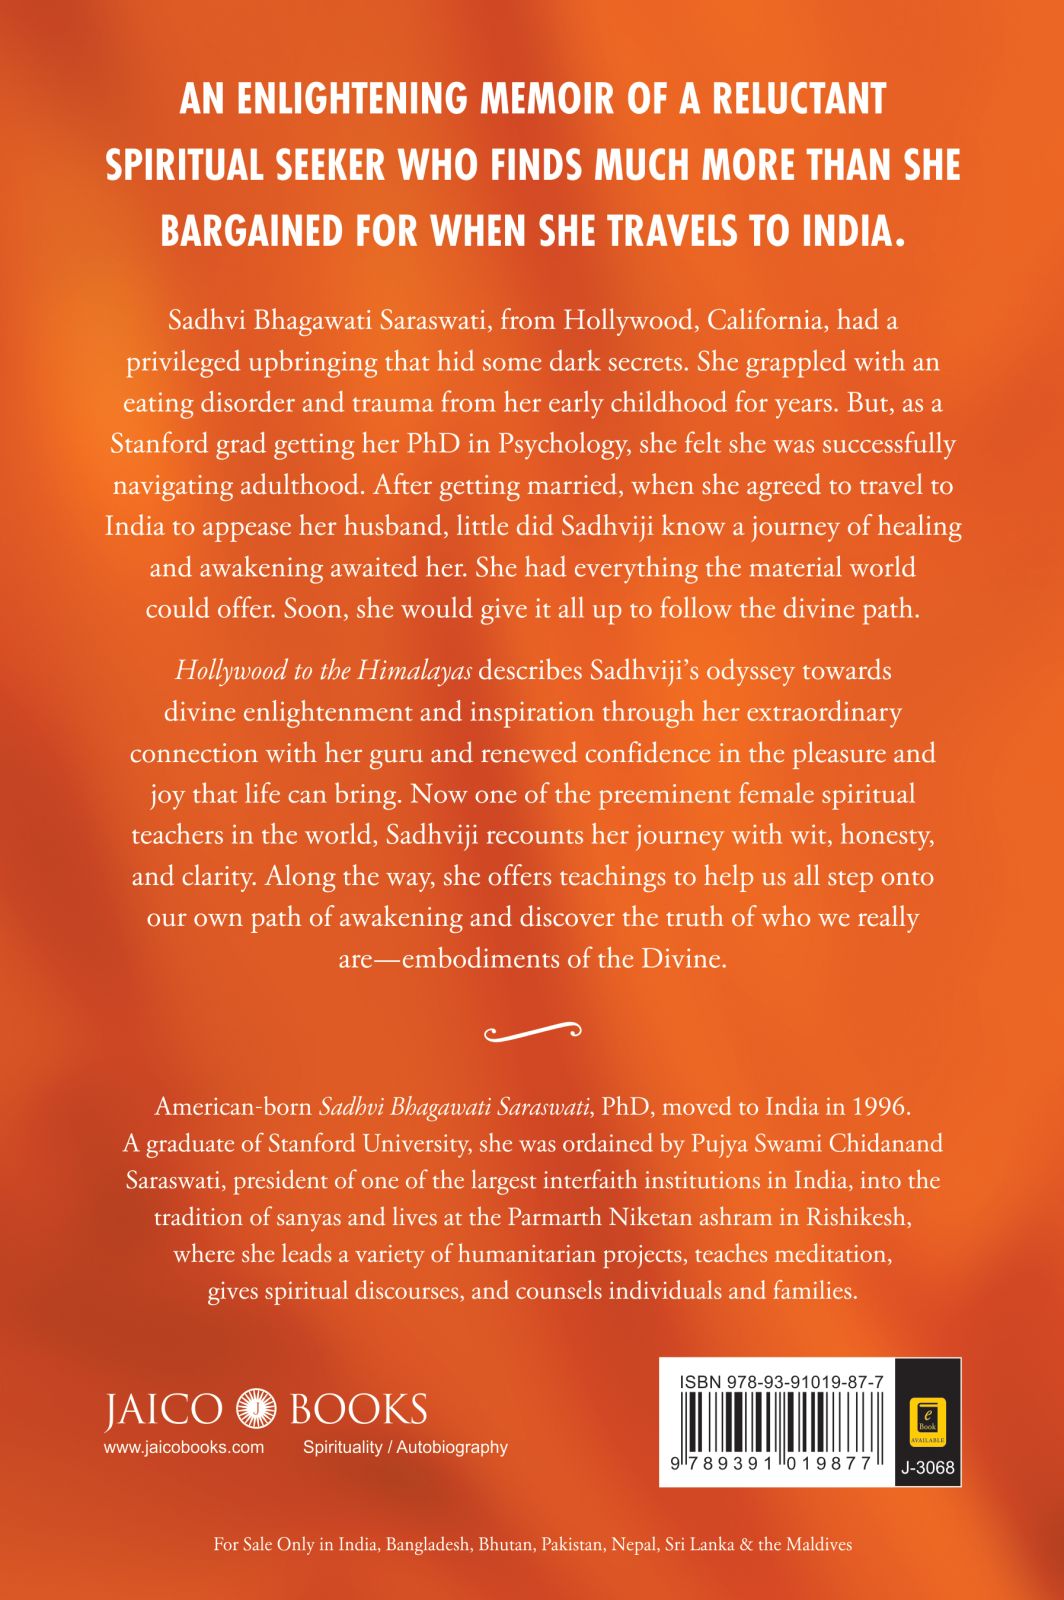 AN ENLIGHTENING MEMOIR OF A RELUCTANT
SPIRITUAL SEEKER WHO FINDS MUCH MORE THAN SHE
BARGAINED FOR WHEN SHE TRAVELS TO INDIA.
Sadhvi Bhagawati Saraswati, from Hollywood, California, had a
privileged upbringing that hid some dark secrets. She grappled with an
eating disorder and trauma from her early childhood for years. But, as a
Stanford grad getting her PhD in Psychology, she felt she was successfully
navigating adulthood. After getting married, when she agreed to travel to
India to appease her husband, little did Sadhviji know a journey of healing
and awakening awaited her. She had everything the material world
could offer. Soon, she would give it all up to follow the divine path.
Hollywood to the Himalayas describes Sadhviji’s odyssey towards
divine enlightenment and inspiration through her extraordinary
connection with her guru and renewed confidence in the pleasure and
joy that life can bring. Now one of the preeminent female spiritual
teachers in the world, Sadhviji recounts her journey with wit, honesty,
and clarity. Along the way, she offers teachings to help us all step onto
our own path of awakening and discover the truth of who we really
are—embodiments of the Divine.
American-born Sadhvi Bhagawati Saraswati, PhD, moved to India in 1996.
A graduate of Stanford University, she was ordained by Pujya Swami Chidanand
Saraswati, president of one of the largest interfaith institutions in India, into the
tradition of sanyas and lives at the Parmarth Niketan ashram in Rishikesh,
where she leads a variety of humanitarian projects, teaches meditation,
gives spiritual discourses, and counsels individuals and families.
JAICO J BOOKS
www.jaicobooks.com Spirituality / Autobiography
ISBN 978-93-91019-87-7
9 789391 019877
e
Book
AVAILABLE
J-3068
For Sale Only in India, Bangladesh, Bhutan, Pakistan, Nepal, Sri Lanka & the Maldives